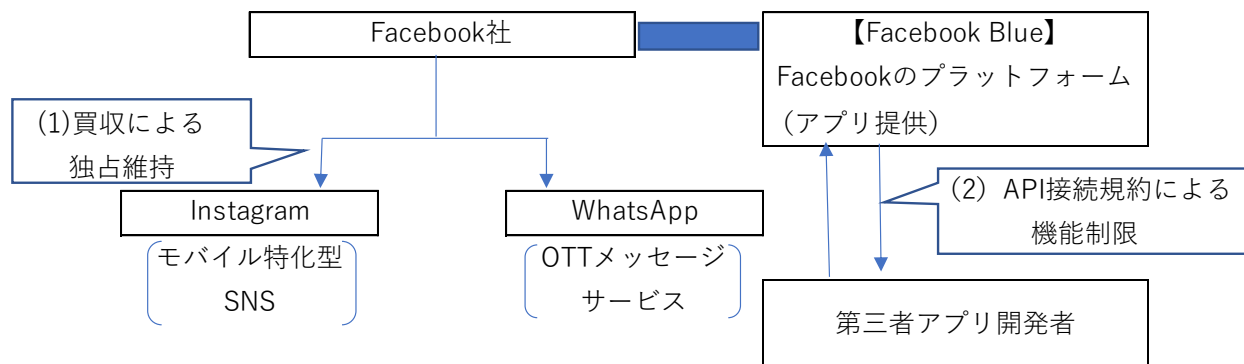 Facebook社
【Facebook Blue】
Facebookのプラットフォーム
（アプリ提供）
(1)買収による
独占維持
(2) API接続規約による
機能制限
Instagram
WhatsApp
モバイル特化型
SNS
OTTメッセージ
サービス
第三者アプリ開発者